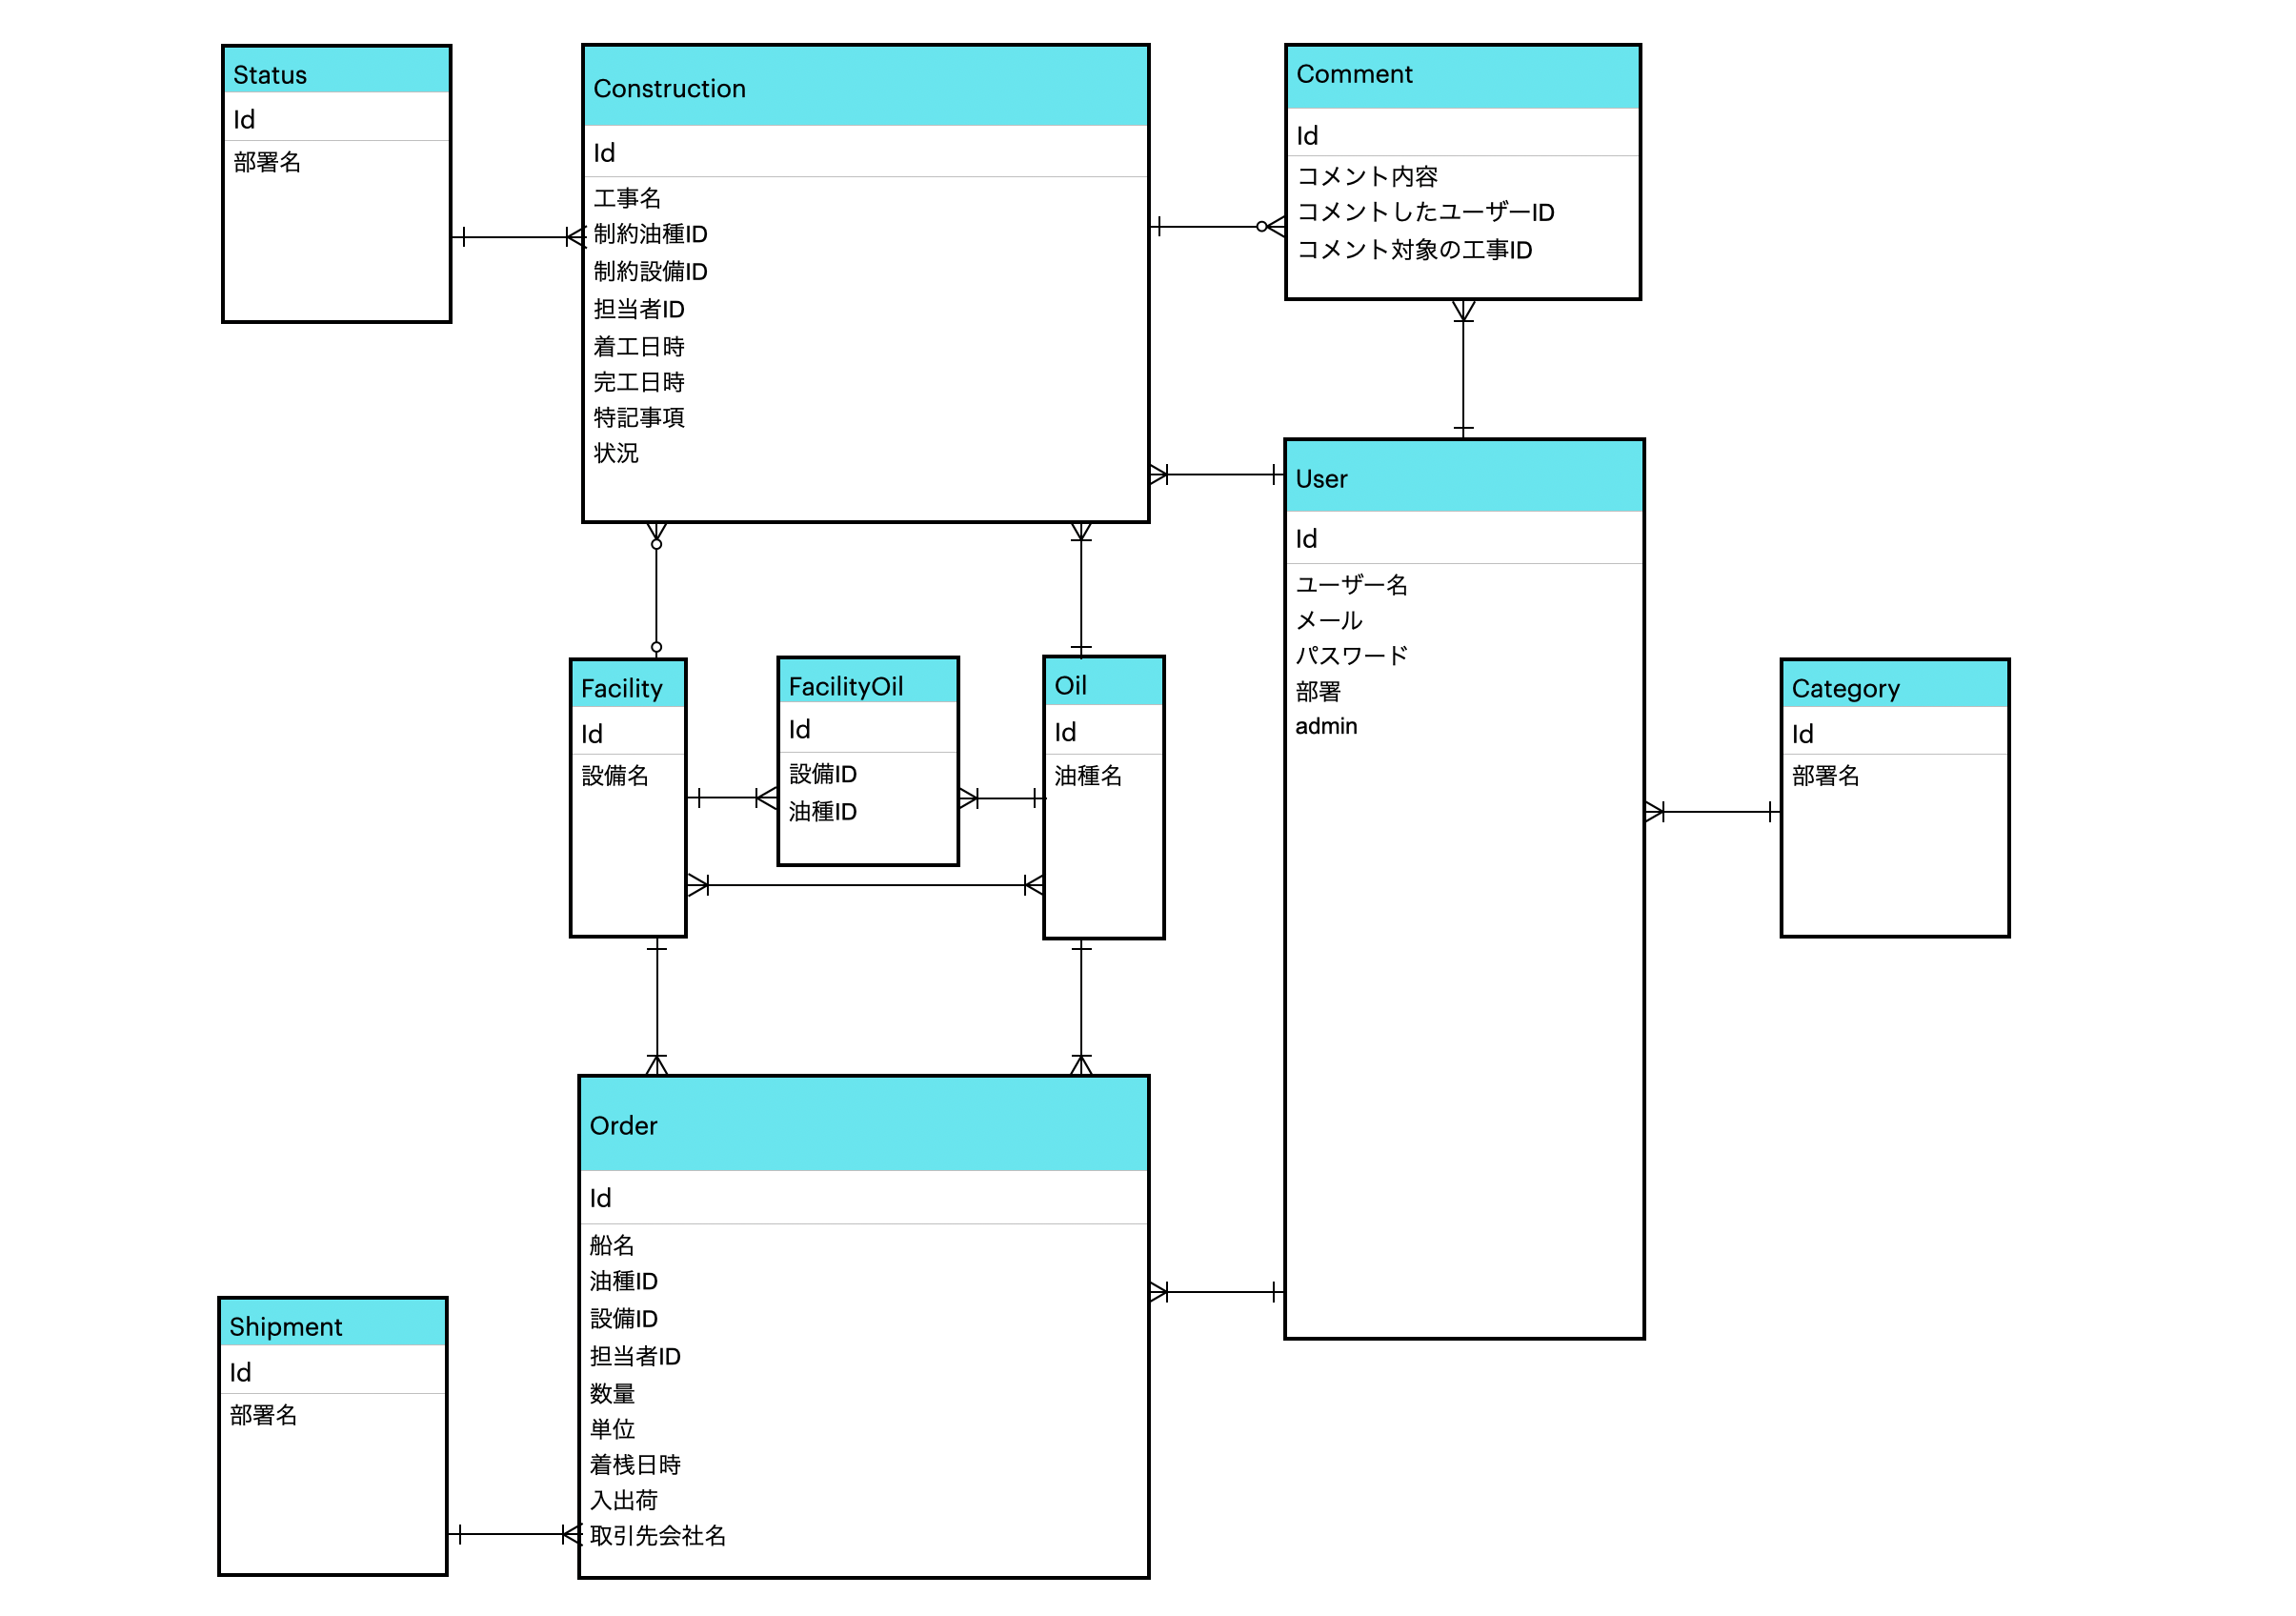 Status
Id
部署名
Construction
Id
工事名
制約油種ID
制約設備ID
担当者ID
着工日時
完工日時
特記事項
状況
Comment
Id
コメント内容
コメントしたユーザーID
コメント対象の工事ID
User
Id
ユーザー名
メール
パスワード
部署
admin
Facility
Id
設備名
FacilityOil
Id
設備ID
油種ID
Oil
Id
油種名
Category
Id
部署名
Order
Id
船名
油種ID
設備ID
担当者ID
数量
単位
着桟日時
入出荷
取引先会社名
Shipment
Id
部署名